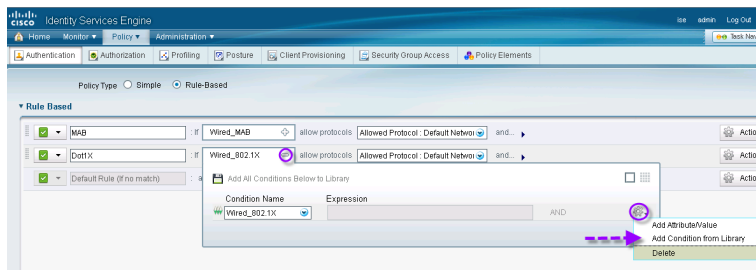 cisco Identity Services Engine ise admin Log Out
Home Monitor Policy Administration Task Nav
Authentication Authorization Profiling Posture Client Provisioning Security Group Access Policy Elements
Policy Type Simple Rule-Based
Rule Based
MAB : If Wired_MAB allow protocols Allowed Protocol : Default Networ and... Actio
Dot1X : If Wired_802.1X allow protocols Allowed Protocol : Default Networ and... Actio
Default Rule (If no match) : a Actio
Add All Conditions Below to Library
Condition Name Expression
Wired_802.1X AND
Add Attribute/Value
Add Condition from Library
Delete